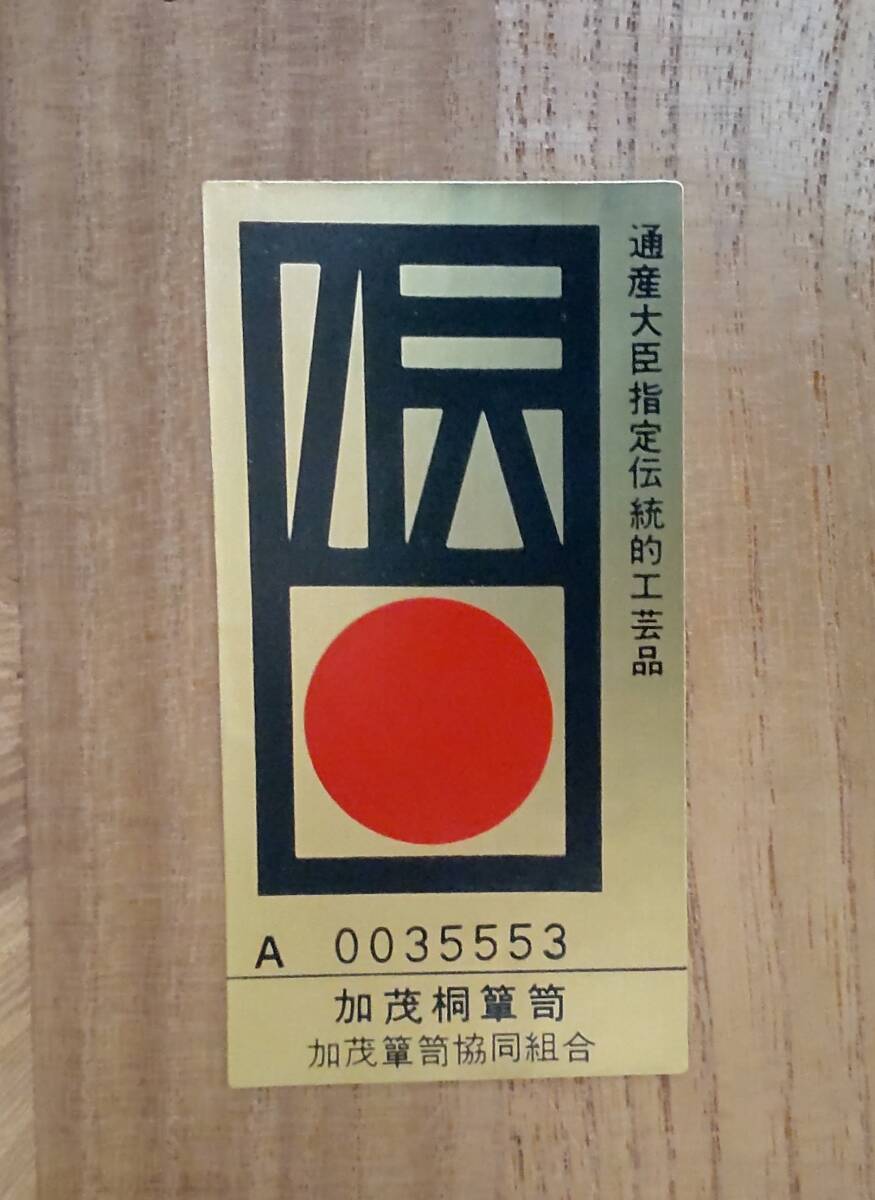 通産大臣指定伝統的工芸品
伝
A 0035553
加茂桐簞笥
加茂簞笥協同組合